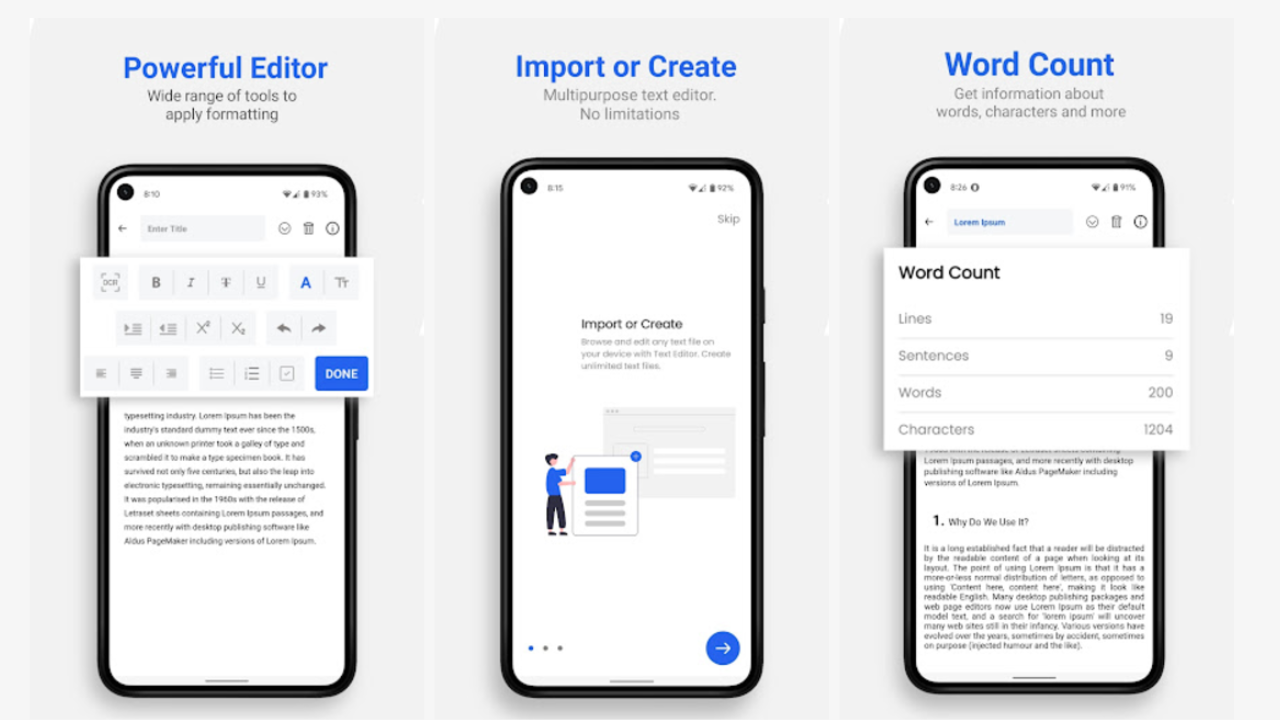 Powerful Editor
Wide range of tools to
apply formatting
8:10
93%
Enter Title
OCR
B I T U A TT
X² X₂
DONE
typesetting industry. Lorem Ipsum has been the
industry's standard dummy text ever since the 1500s,
when an unknown printer took a galley of type and
scrambled it to make a type specimen book. It has
survived not only five centuries, but also the leap into
electronic typesetting, remaining essentially unchanged.
It was popularised in the 1960s with the release of
Letraset sheets containing Lorem Ipsum passages, and
more recently with desktop publishing software like
Aldus PageMaker including versions of Lorem Ipsum.
Import or Create
Multipurpose text editor.
No limitations
8:15
92%
Skip
Import or Create
Browse and edit any text file on
your device with Text Editor. Create
unlimited text files.
Word Count
Get information about
words, characters and more
8:26
91%
Lorem Ipsum
Word Count
Lines 19
Sentences 9
Words 200
Characters 1204
Lorem Ipsum passages, and more recently with desktop
publishing software like Aldus PageMaker including
versions of Lorem Ipsum.
1. Why Do We Use It?
It is a long established fact that a reader will be distracted
by the readable content of a page when looking at its
layout. The point of using Lorem Ipsum is that it has a
more-or-less normal distribution of letters, as opposed to
using 'Content here, content here', making it look like
readable English. Many desktop publishing packages and
web page editors now use Lorem Ipsum as their default
model text, and a search for 'lorem ipsum' will uncover
many web sites still in their infancy. Various versions have
evolved over the years, sometimes by accident, sometimes
on purpose (injected humour and the like).